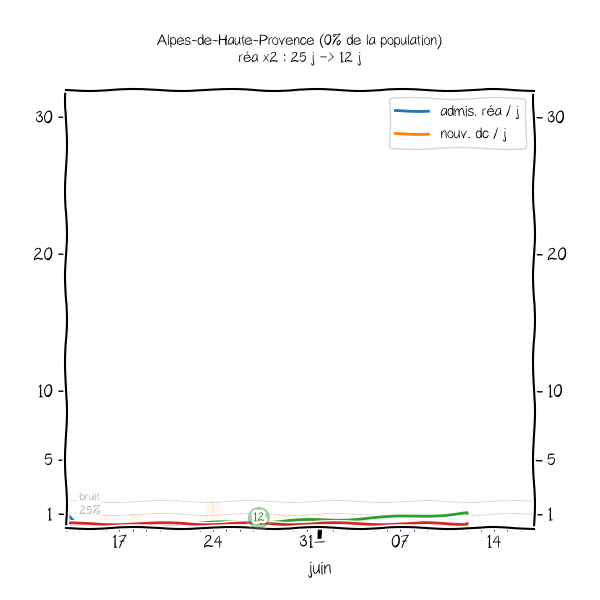 Alpes-de-Haute-Provence (0% de la population)
réa x2 : 25 j -> 12 j
admis. réa / j
nouv. dc / j
30 30
20 20
10 10
5 5
bruit
25%
1 1
12
17 24 31 07 14
juin